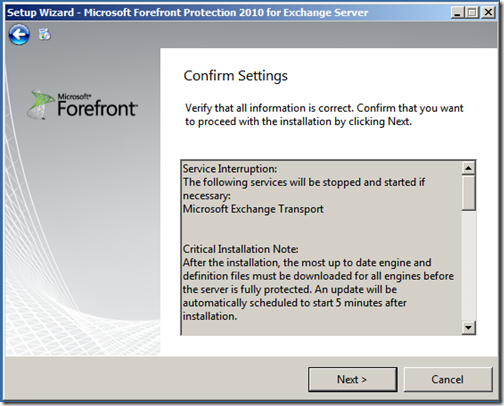 Setup Wizard - Microsoft Forefront Protection 2010 for Exchange Server
Microsoft®
Forefront™
Confirm Settings
Verify that all information is correct. Confirm that you want
to proceed with the installation by clicking Next.
Service Interruption:
The following services will be stopped and started if
necessary:
Microsoft Exchange Transport
Critical Installation Note:
After the installation, the most up to date engine and
definition files must be downloaded for all engines before
the server is fully protected. An update will be
automatically scheduled to start 5 minutes after
installation.
Next >
Cancel